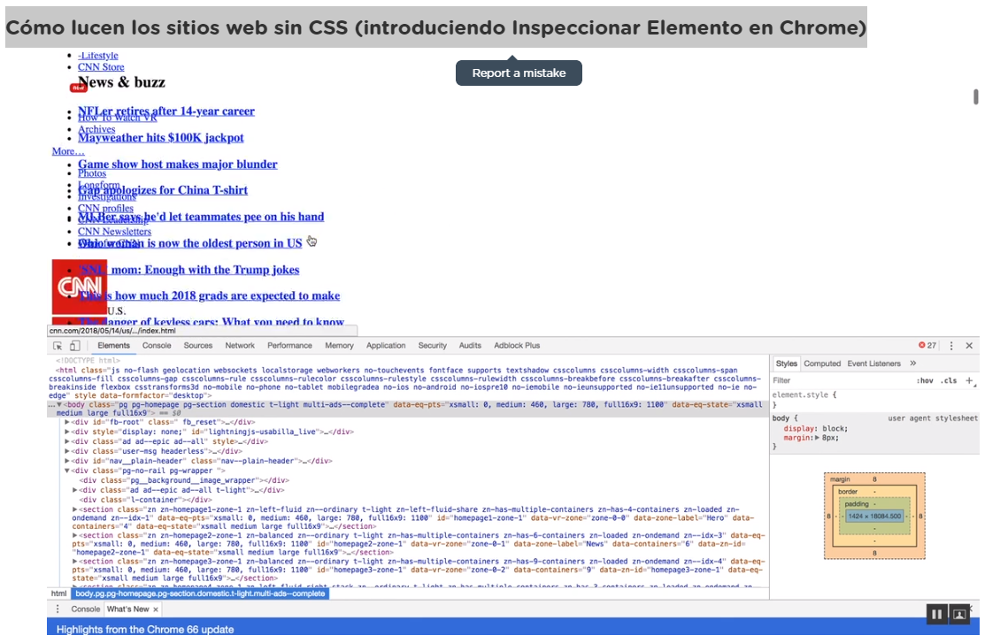 Cómo lucen los sitios web sin CSS (introduciendo Inspeccionar Elemento en Chrome)
Report a mistake
-Lifestyle
CNN Store
new
News & buzz
NFLer retires after 14-year career
How To Watch VR
Archives
Mayweather hits $100K jackpot
More…
Game show host makes major blunder
Photos
Longform
Gap apologizes for China T-shirt
Investigations
CNN profiles
MLBer says he'd let teammates pee on his hand
CNN Leadership
CNN Newsletters
Ohio woman is now the oldest person in US
'SNL' mom: Enough with the Trump jokes
CNN
This is how much 2018 grads are expected to make
U.S.
The danger of keyless cars: What you need to know
cnn.com/2018/05/14/us/.../index.html
Elements Console Sources Network Performance Memory Application Security Audits Adblock Plus 27
<!DOCTYPE html>
<html class="js no-flash geolocation websockets localstorage webworkers no-touchevents fontface supports textshadow csscolumns csscolumns-width csscolumns-span
csscolumns-fill csscolumns-gap csscolumns-rule csscolumns-rulecolor csscolumns-rulestyle csscolumns-rulewidth csscolumns-breakbefore csscolumns-breakafter csscolumns-
breakinside flexbox csstransforms3d no-mobile no-phone no-tablet mobilegradea no-ios no-android no-iospre10 no-iemobile no-ieunsupported no-ie11unsupported no-ie no-
edge" style data-formfactor="desktop">
…▼<body class="pg pg-homepage pg-section domestic t-light multi-ads--complete" data-eq-pts="xsmall: 0, medium: 460, large: 780, full16x9: 1100" data-eq-state="xsmall
medium large full16x9"> == $0
▶<div id="fb-root" class=" fb_reset">…</div>
▶<div style="display: none;" id="lightningjs-usabilla_live">…</div>
▶<div class="ad ad--epic ad--all" style>…</div>
▶<div class="user-msg headerless">…</div>
▶<div id="nav__plain-header" class="nav--plain-header">…</div>
▼<div class="pg-no-rail pg-wrapper ">
<div class="pg__background__image_wrapper"></div>
▶<div class="ad ad--epic ad--all t-light">…</div>
<div class="l-container"></div>
▶<section class="zn zn-homepage1-zone-1 zn-left-fluid zn--ordinary t-light zn-left-fluid-share zn-has-multiple-containers zn-has-4-containers zn-loaded zn-
ondemand zn--idx-1" data-eq-pts="xsmall: 0, medium: 460, large: 780, full16x9: 1100" id="homepage1-zone-1" data-vr-zone="zone-0-0" data-zone-label="Hero" data-
containers="4" data-eq-state="xsmall medium large full16x9">…</section>
▶<section class="zn zn-homepage2-zone-1 zn-balanced zn--ordinary t-light zn-has-multiple-containers zn-has-6-containers zn-loaded zn-ondemand zn--idx-3" data-eq-
pts="xsmall: 0, medium: 460, large: 780, full16x9: 1100" id="homepage2-zone-1" data-vr-zone="zone-0-1" data-zone-label="News" data-containers="6" data-zn-id=
"homepage2-zone-1" data-eq-state="xsmall medium large full16x9">…</section>
▶<section class="zn zn-homepage3-zone-1 zn-balanced zn--ordinary t-light zn-has-multiple-containers zn-has-9-containers zn-loaded zn-ondemand zn--idx-4" data-eq-
pts="xsmall: 0, medium: 460, large: 780, full16x9: 1100" id="homepage3-zone-1" data-vr-zone="zone-0-2" data-containers="9" data-zn-id="homepage3-zone-1" data-eq-
state="xsmall medium large full16x9">…</section>
html body.pg.pg-homepage.pg-section.domestic.t-light.multi-ads--complete
Styles Computed Event Listeners »
Filter :hov .cls +
element.style {
}
body { user agent stylesheet
display: block;
margin:▶ 8px;
}
margin 8
border -
padding -
8 - - 1424 × 18084.500 - - 8
-
-
8
Console What's New ×
Highlights from the Chrome 66 update